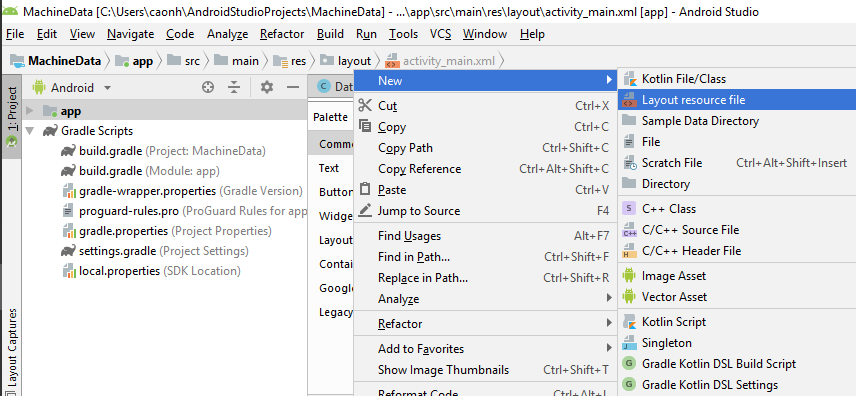 MachineData [C:\Users\caonh\AndroidStudioProjects\MachineData] - ...\app\src\main\res\layout\activity_main.xml [app] - Android Studio
File Edit View Navigate Code Analyze Refactor Build Run Tools VCS Window Help
MachineData app src main res layout activity_main.xml
1: Project
Layout Captures
Android
app
Gradle Scripts
build.gradle (Project: MachineData)
build.gradle (Module: app)
gradle-wrapper.properties (Gradle Version)
proguard-rules.pro (ProGuard Rules for app
gradle.properties (Project Properties)
settings.gradle (Project Settings)
local.properties (SDK Location)
C Dat
Palette
Commo
Text
Button
Widge
Layou
Contai
Google
Legacy
New
Cut Ctrl+X
Copy Ctrl+C
Copy Path Ctrl+Shift+C
Copy Reference Ctrl+Alt+Shift+C
Paste Ctrl+V
Jump to Source F4
Find Usages Alt+F7
Find in Path... Ctrl+Shift+F
Replace in Path... Ctrl+Shift+R
Analyze
Refactor
Add to Favorites
Show Image Thumbnails Ctrl+Shift+T
Reformat Code Ctrl+Alt+L
Kotlin File/Class
Layout resource file
Sample Data Directory
File
Scratch File Ctrl+Alt+Shift+Insert
Directory
S C++ Class
C++ C/C++ Source File
H C/C++ Header File
Image Asset
Vector Asset
Kotlin Script
Singleton
G Gradle Kotlin DSL Build Script
G Gradle Kotlin DSL Settings